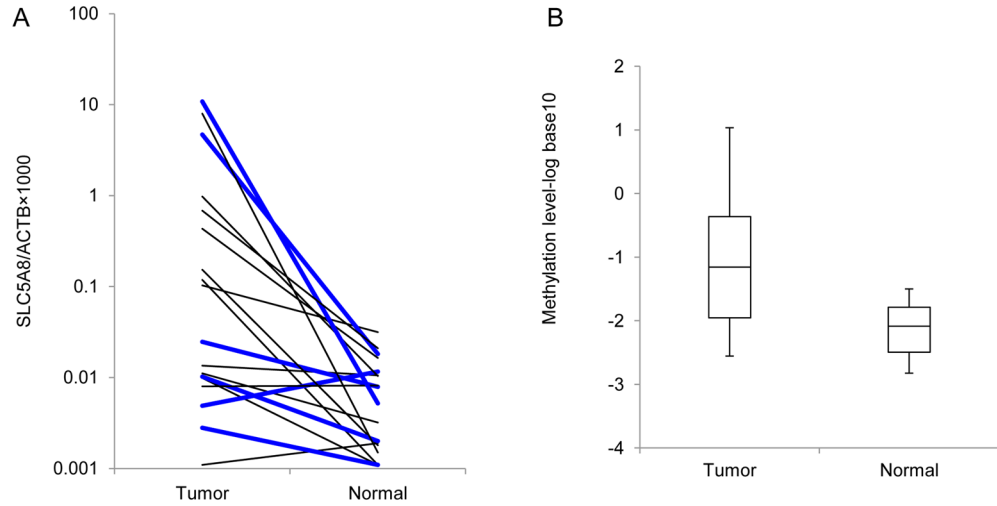 A
SLC5A8/ACTB×1000
100
10
1
0.1
0.01
0.001
Tumor
Normal
B
Methylation level-log base10
2
1
0
-1
-2
-3
-4
Tumor
Normal